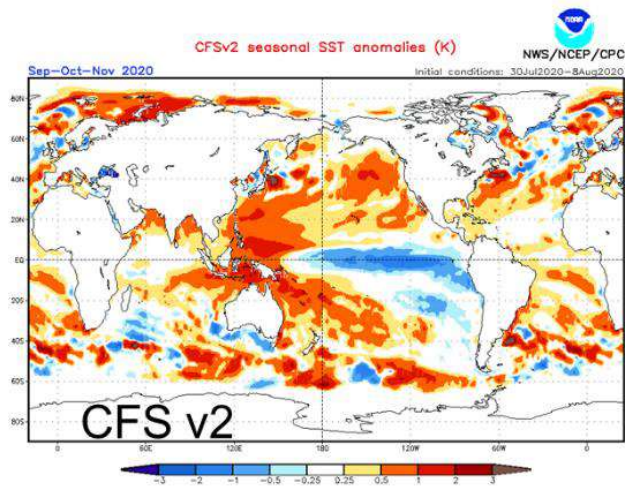 NOAA
CFSv2 seasonal SST anomalies (K)
NWS/NCEP/CPC
Sep-Oct-Nov 2020
Initial conditions: 30Jul2020-8Aug2020
80N
60N
40N
20N
EQ
20S
40S
60S
80S
CFS v2
0 60E 120E 180 120W 60W 0
-3 -2 -1 -0.5 -0.25 0.25 0.5 1 2 3